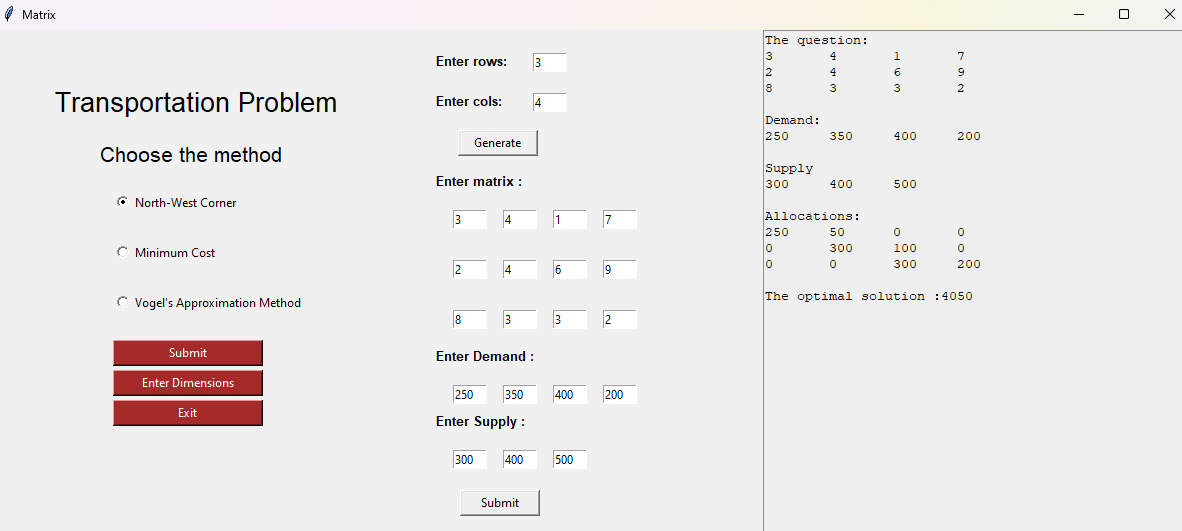 Matrix
Transportation Problem
Choose the method
North-West Corner
Minimum Cost
Vogel's Approximation Method
Submit
Enter Dimensions
Exit
Enter rows: 3
Enter cols: 4
Generate
Enter matrix :
3 4 1 7
2 4 6 9
8 3 3 2
Enter Demand :
250 350 400 200
Enter Supply :
300 400 500
Submit
The question:
3 4 1 7
2 4 6 9
8 3 3 2
Demand:
250 350 400 200
Supply
300 400 500
Allocations:
250 50 0 0
0 300 100 0
0 0 300 200
The optimal solution :4050